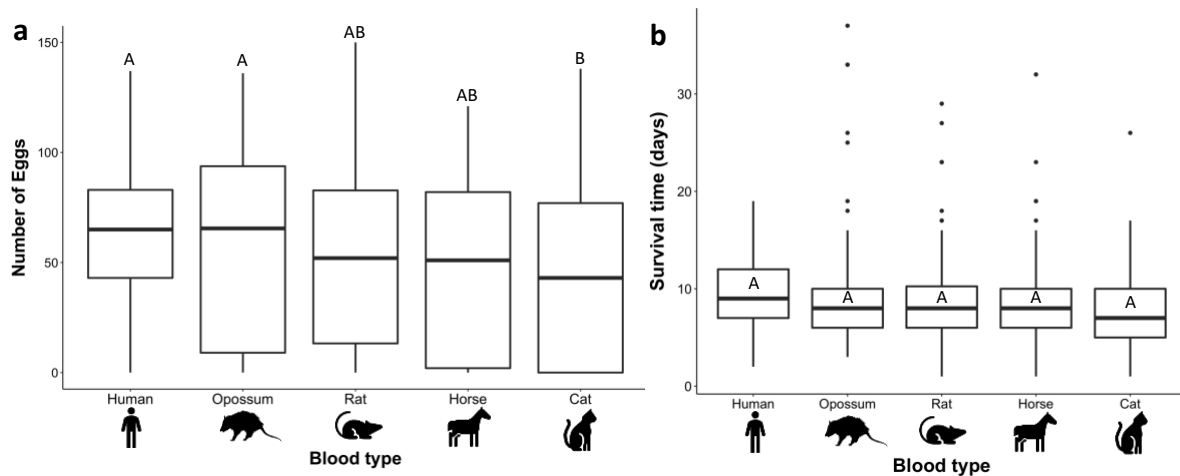 a
Number of Eggs
150
100
50
0
A
A
AB
AB
B
Human Opossum Rat Horse Cat
Blood type
b
Survival time (days)
30
20
10
0
A
A
A
A
A
Human Opossum Rat Horse Cat
Blood type